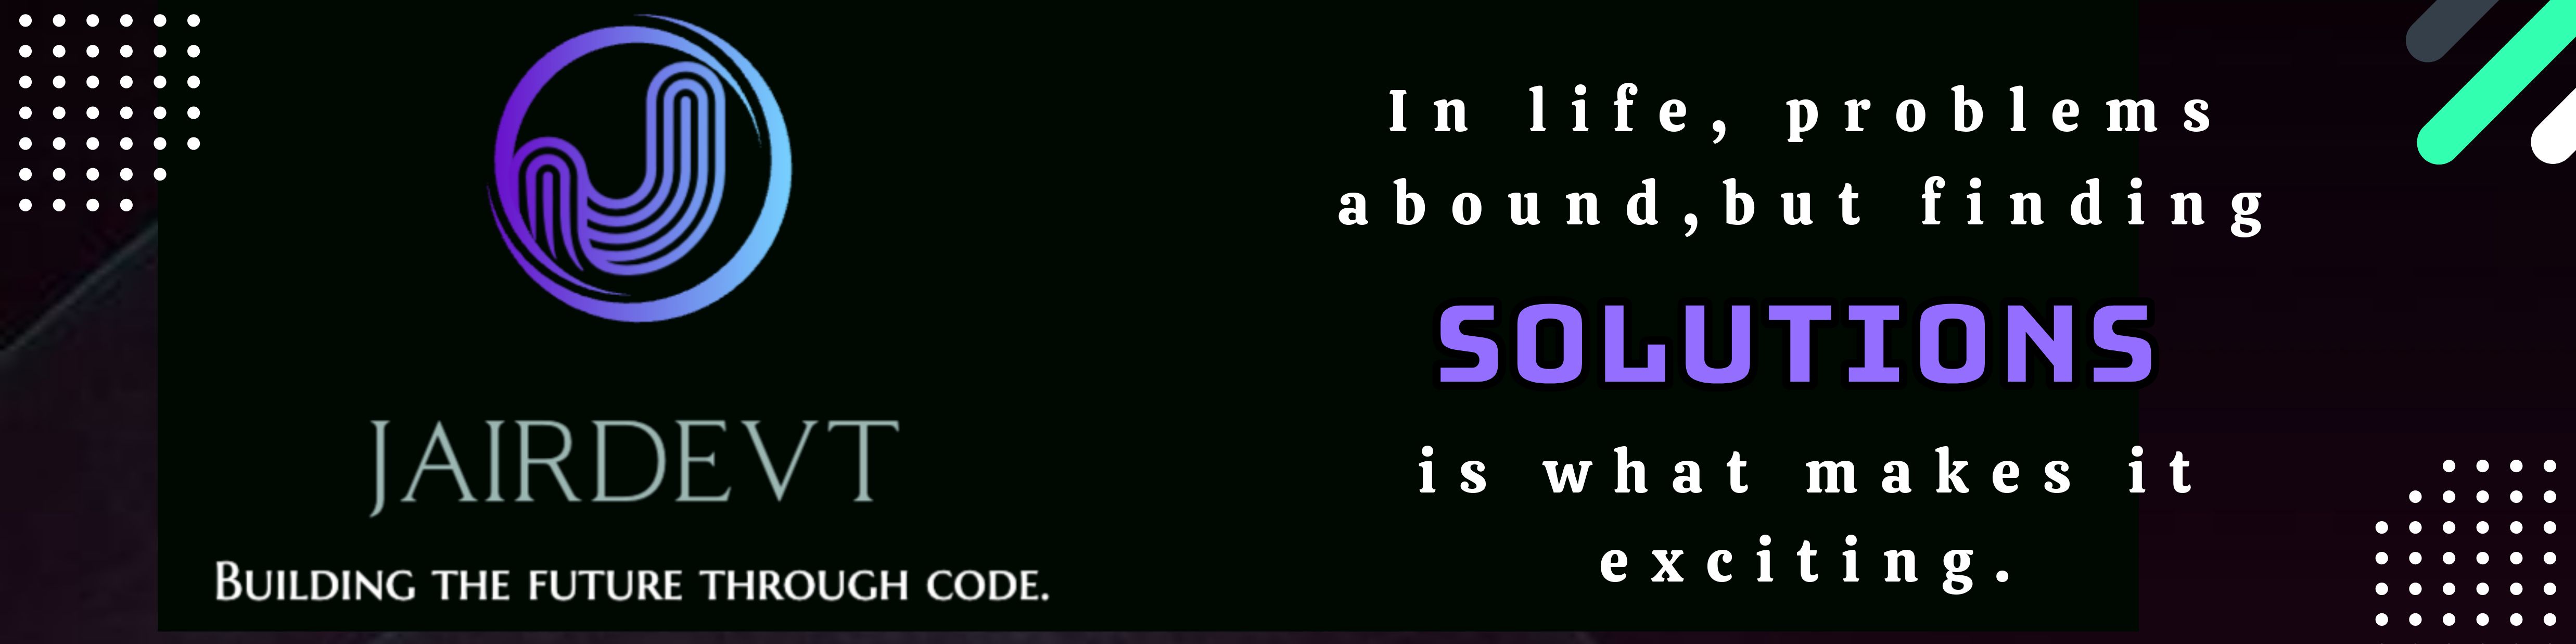 JAIRDEVT
BUILDING THE FUTURE THROUGH CODE.
In life, problems
abound,but finding
SOLUTIONS
is what makes it
exciting.